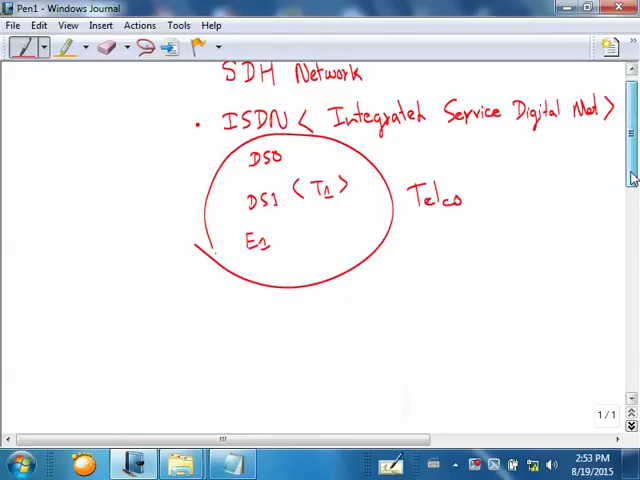 Pen1 - Windows Journal
File Edit View Insert Actions Tools Help
SDH Network
. ISDN < Integrated Service Digital Net >
DS0
DS1 < T1 > Telco
E1
1 / 1
2:53 PM
8/19/2015